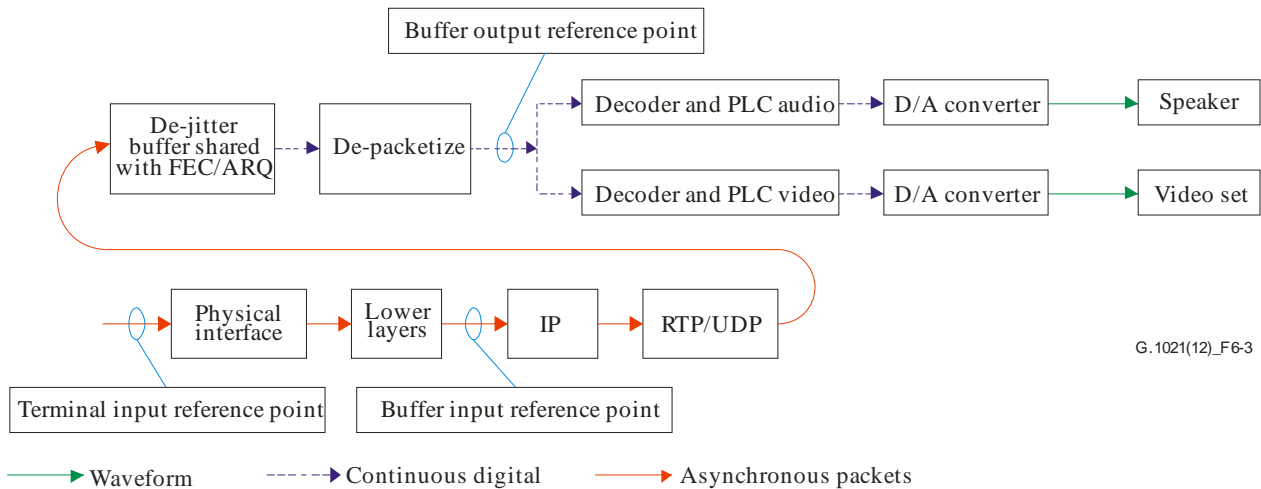 Buffer output reference point
De-jitter
buffer shared
with FEC/ARQ
De-packetize
Decoder and PLC audio
D/A converter
Speaker
Decoder and PLC video
D/A converter
Video set
Physical
interface
Lower
layers
IP
RTP/UDP
G.1021(12)_F6-3
Terminal input reference point
Buffer input reference point
Waveform
Continuous digital
Asynchronous packets